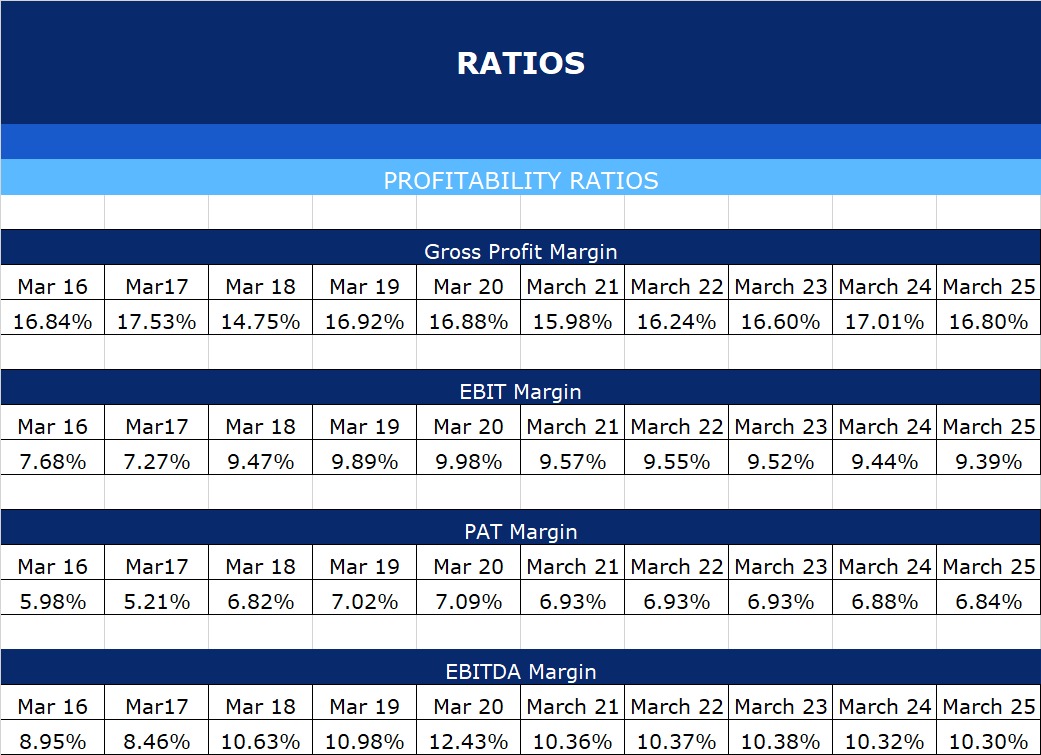 RATIOS
PROFITABILITY RATIOS
Gross Profit Margin
Mar 16 Mar17 Mar 18 Mar 19 Mar 20 March 21 March 22 March 23 March 24 March 25
16.84% 17.53% 14.75% 16.92% 16.88% 15.98% 16.24% 16.60% 17.01% 16.80%
EBIT Margin
Mar 16 Mar17 Mar 18 Mar 19 Mar 20 March 21 March 22 March 23 March 24 March 25
7.68% 7.27% 9.47% 9.89% 9.98% 9.57% 9.55% 9.52% 9.44% 9.39%
PAT Margin
Mar 16 Mar17 Mar 18 Mar 19 Mar 20 March 21 March 22 March 23 March 24 March 25
5.98% 5.21% 6.82% 7.02% 7.09% 6.93% 6.93% 6.93% 6.88% 6.84%
EBITDA Margin
Mar 16 Mar17 Mar 18 Mar 19 Mar 20 March 21 March 22 March 23 March 24 March 25
8.95% 8.46% 10.63% 10.98% 12.43% 10.36% 10.37% 10.38% 10.32% 10.30%